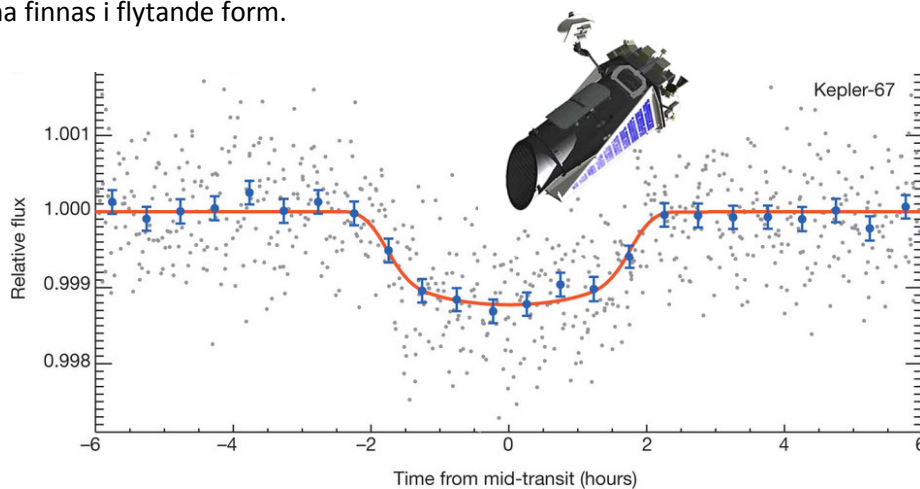 na finnas i flytande form.
Kepler-67
1.001
1.000
0.999
0.998
Relative flux
−6
−4
−2
0
2
4
6
Time from mid-transit (hours)